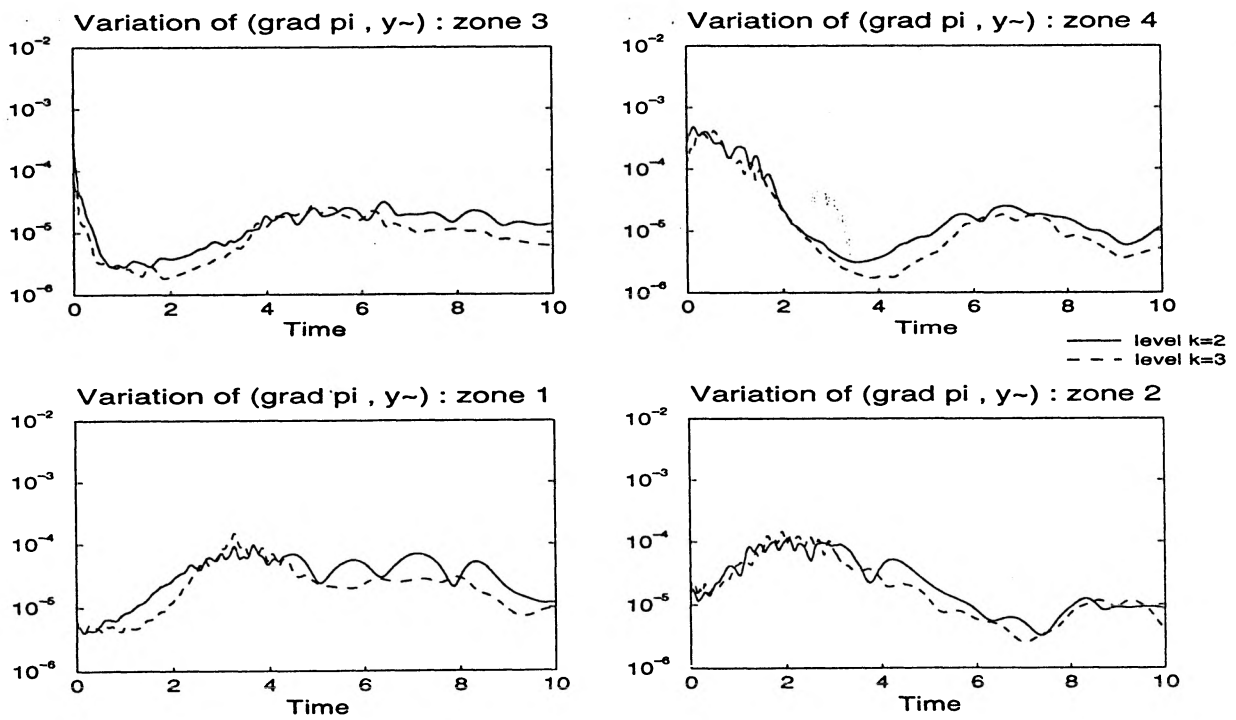 Variation of (grad pi , y~) : zone 3
10−2
10−3
10−4
10−5
10−6
0 2 4 6 8 10
Time
Variation of (grad pi , y~) : zone 4
10−2
10−3
10−4
10−5
10−6
0 2 4 6 8 10
Time
level k=2
level k=3
Variation of (grad pi , y~) : zone 1
10−2
10−3
10−4
10−5
10−6
0 2 4 6 8 10
Time
Variation of (grad pi , y~) : zone 2
10−2
10−3
10−4
10−5
10−6
0 2 4 6 8 10
Time